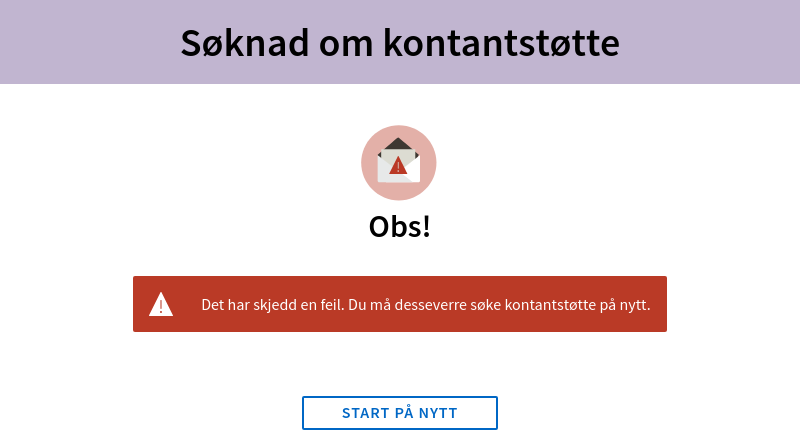 Søknad om kontantstøtte
Obs!
Det har skjedd en feil. Du må desseverre søke kontantstøtte på nytt.
START PÅ NYTT